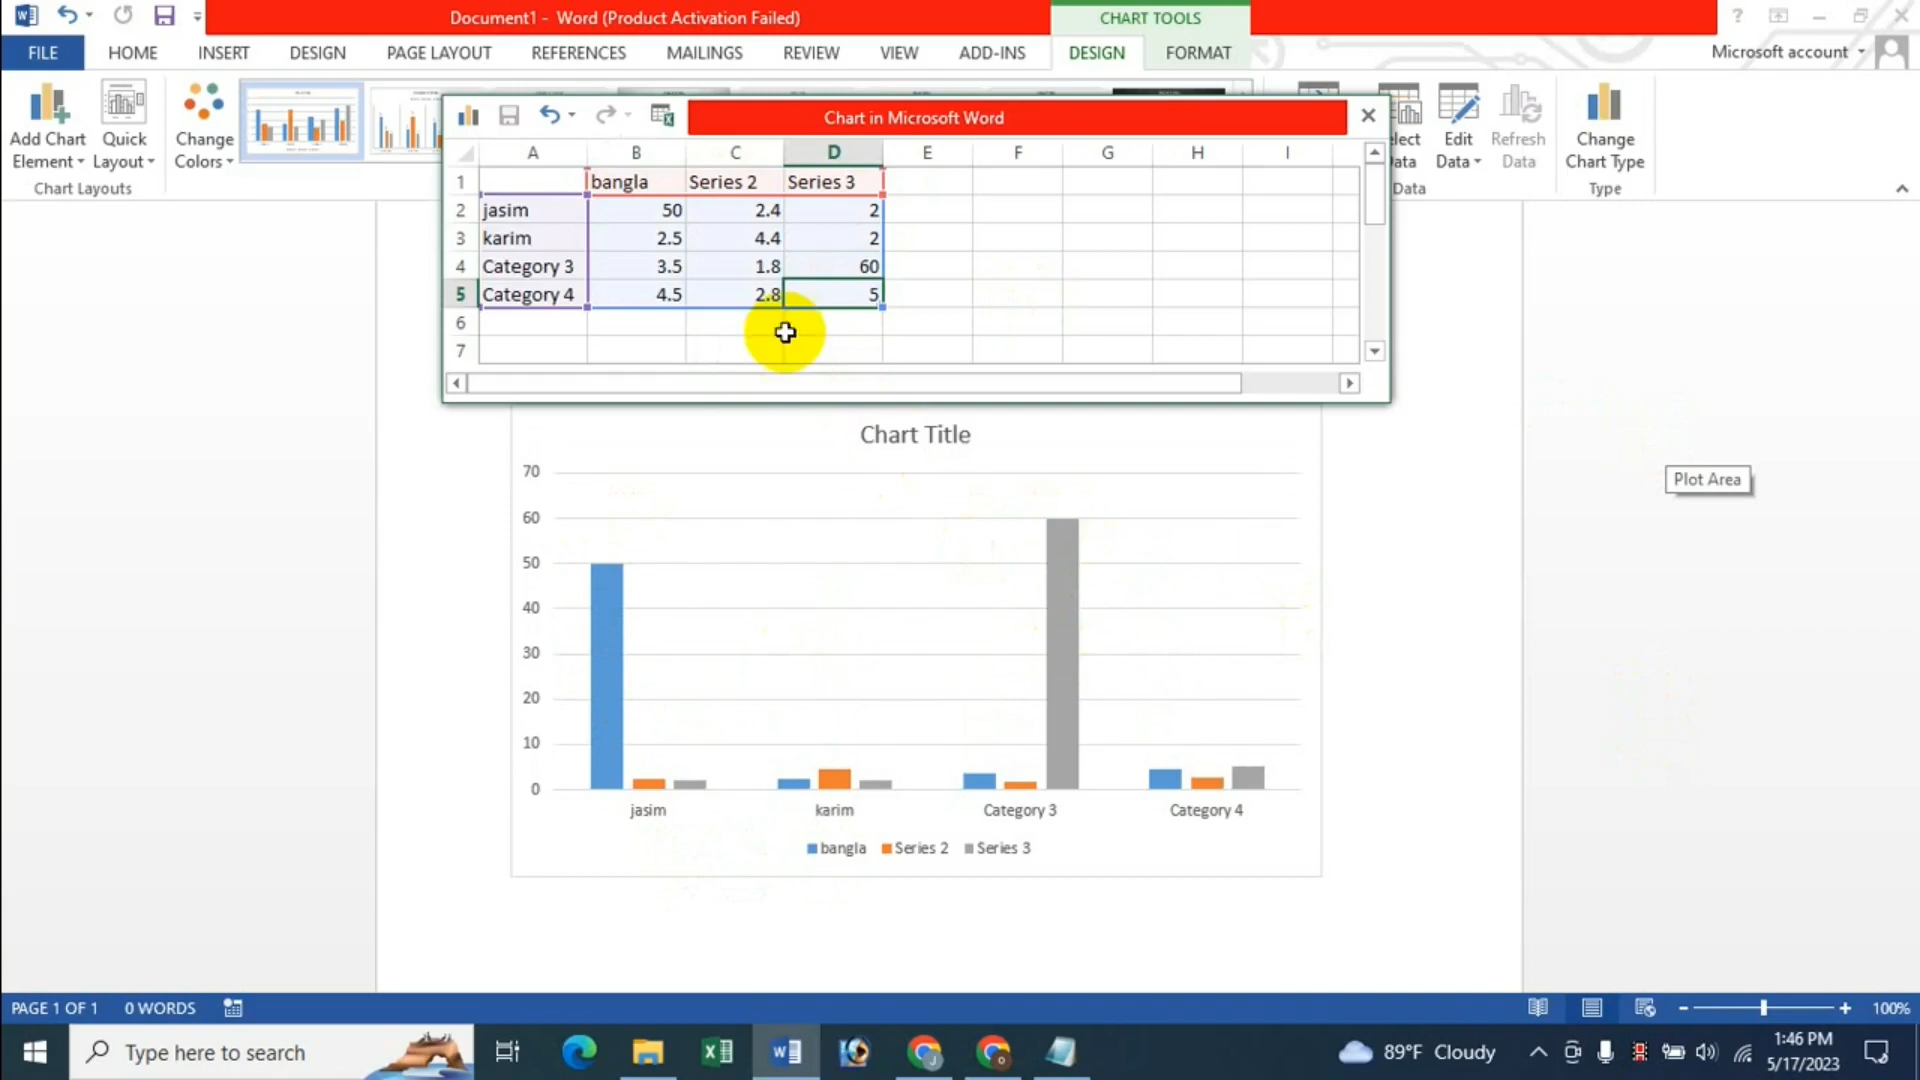 Document1 - Word (Product Activation Failed)
CHART TOOLS
?
FILE HOME INSERT DESIGN PAGE LAYOUT REFERENCES MAILINGS REVIEW VIEW ADD-INS DESIGN FORMAT Microsoft account
Add Chart Element
Quick Layout
Chart Layouts
Change Colors
Chart in Microsoft Word
Edit Data
Refresh Data
Data
Change Chart Type
Type
A B C D E F G H I
1 bangla Series 2 Series 3
2 jasim 50 2.4 2
3 karim 2.5 4.4 2
4 Category 3 3.5 1.8 60
5 Category 4 4.5 2.8 5
6
7
Chart Title
70
60
50
40
30
20
10
0
jasim karim Category 3 Category 4
bangla Series 2 Series 3
Plot Area
PAGE 1 OF 1 0 WORDS 100%
Type here to search
89°F Cloudy
1:46 PM
5/17/2023